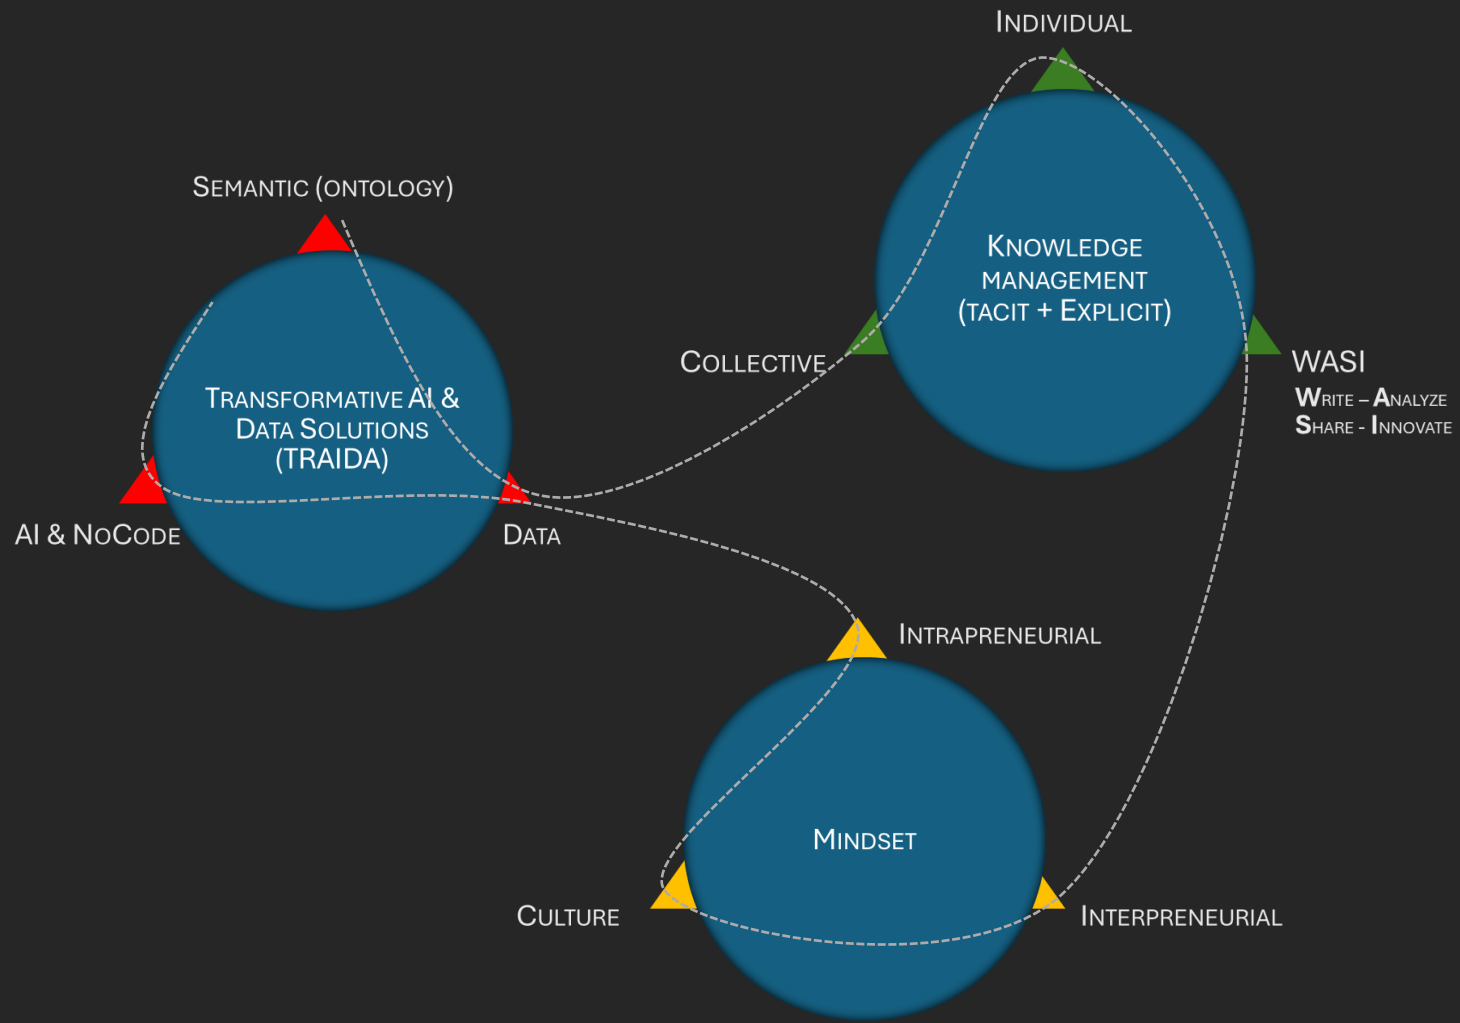 INDIVIDUAL
SEMANTIC (ONTOLOGY)
KNOWLEDGE
MANAGEMENT
(TACIT + EXPLICIT)
COLLECTIVE
WASI
WRITE – ANALYZE
SHARE - INNOVATE
TRANSFORMATIVE AI &
DATA SOLUTIONS
(TRAIDA)
AI & NOCODE
DATA
INTRAPRENEURIAL
MINDSET
CULTURE
INTERPRENEURIAL